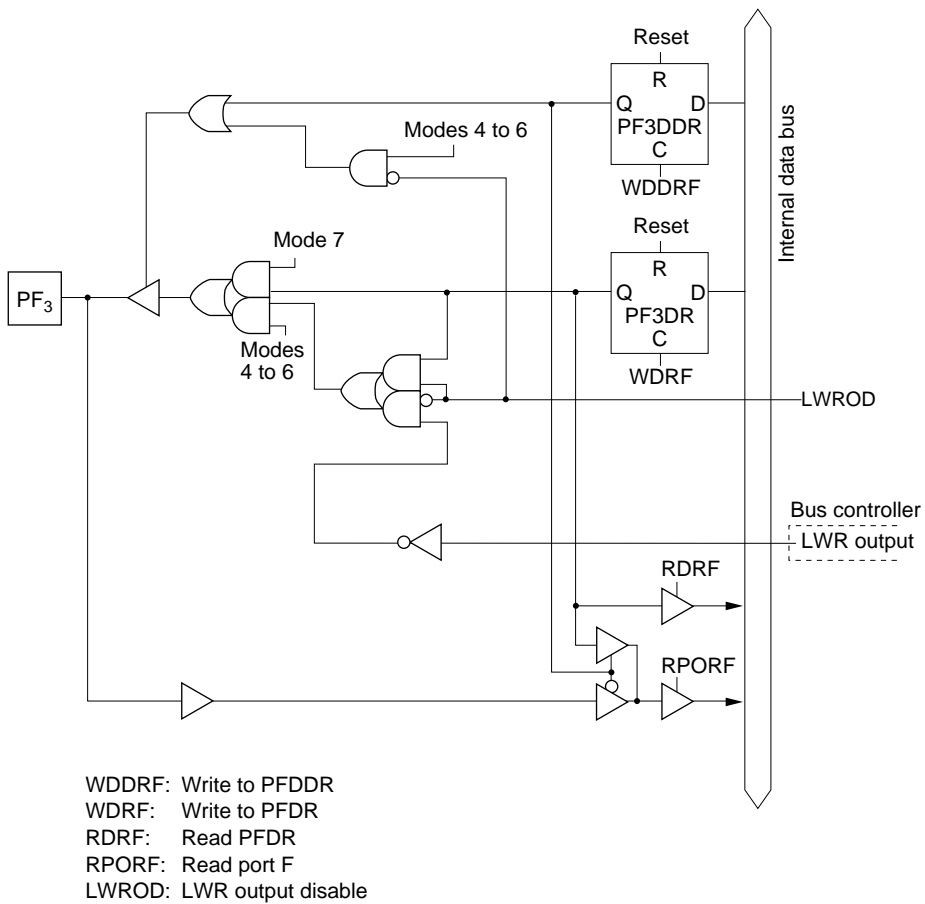 Reset
R
Q D
PF3DDR
C
WDDRF
Modes 4 to 6
Internal data bus
Reset
R
Q D
PF3DR
C
WDRF
Mode 7
PF3
Modes
4 to 6
LWROD
Bus controller
LWR output
RDRF
RPORF
WDDRF: Write to PFDDR
WDRF: Write to PFDR
RDRF: Read PFDR
RPORF: Read port F
LWROD: LWR output disable